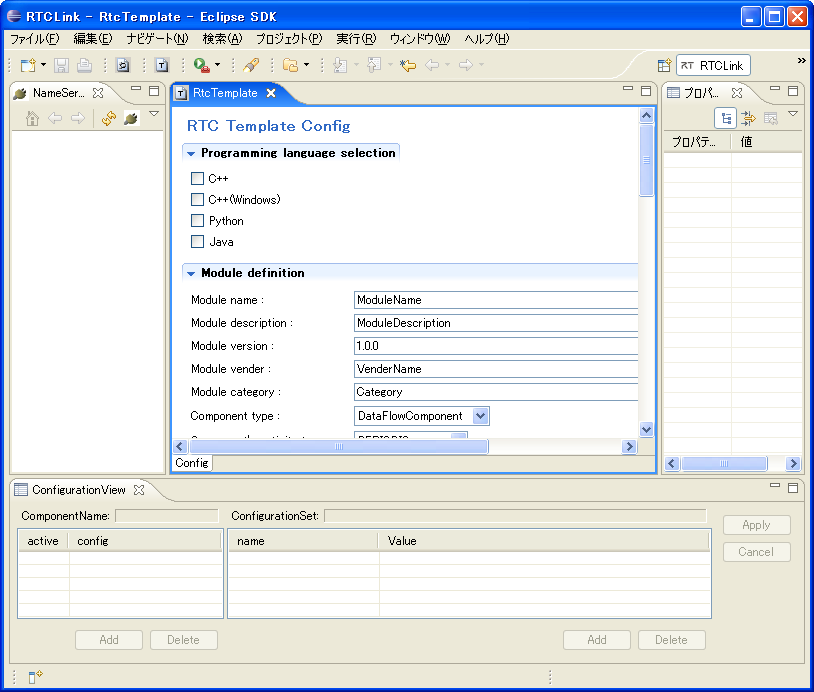 RTCLink - RtcTemplate - Eclipse SDK
ファイル(F) 編集(E) ナビゲート(N) 検索(A) プロジェクト(P) 実行(R) ウィンドウ(W) ヘルプ(H)
RT RTCLink
NameSer...
RtcTemplate
プロパ...
RTC Template Config
プロパテ... 値
Programming language selection
C++
C++(Windows)
Python
Java
Module definition
Module name : ModuleName
Module description : ModuleDescription
Module version : 1.0.0
Module vender : VenderName
Module category : Category
Component type : DataFlowComponent
Config
ConfigurationView
ComponentName: ConfigurationSet:
Apply
active config name Value
Cancel
Add Delete Add Delete